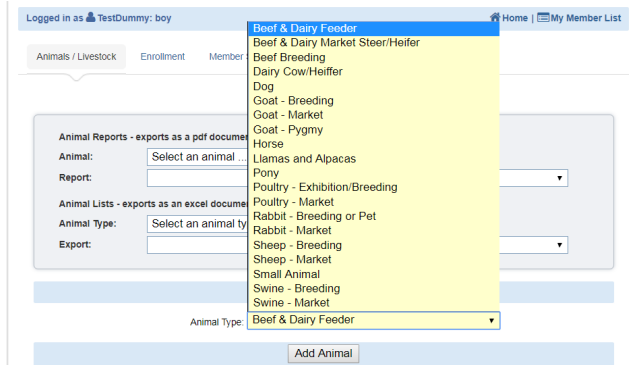 Logged in as TestDummy: boy
Home | My Member List
Animals / Livestock Enrollment Member
Animal Reports - exports as a pdf documen
Animal: Select an animal ...
Report:
Animal Lists - exports as an excel documen
Animal Type: Select an animal ty
Export:
Beef & Dairy Feeder
Beef & Dairy Market Steer/Heifer
Beef Breeding
Dairy Cow/Heiffer
Dog
Goat - Breeding
Goat - Market
Goat - Pygmy
Horse
Llamas and Alpacas
Pony
Poultry - Exhibition/Breeding
Poultry - Market
Rabbit - Breeding or Pet
Rabbit - Market
Sheep - Breeding
Sheep - Market
Small Animal
Swine - Breeding
Swine - Market
Animal Type: Beef & Dairy Feeder
Add Animal